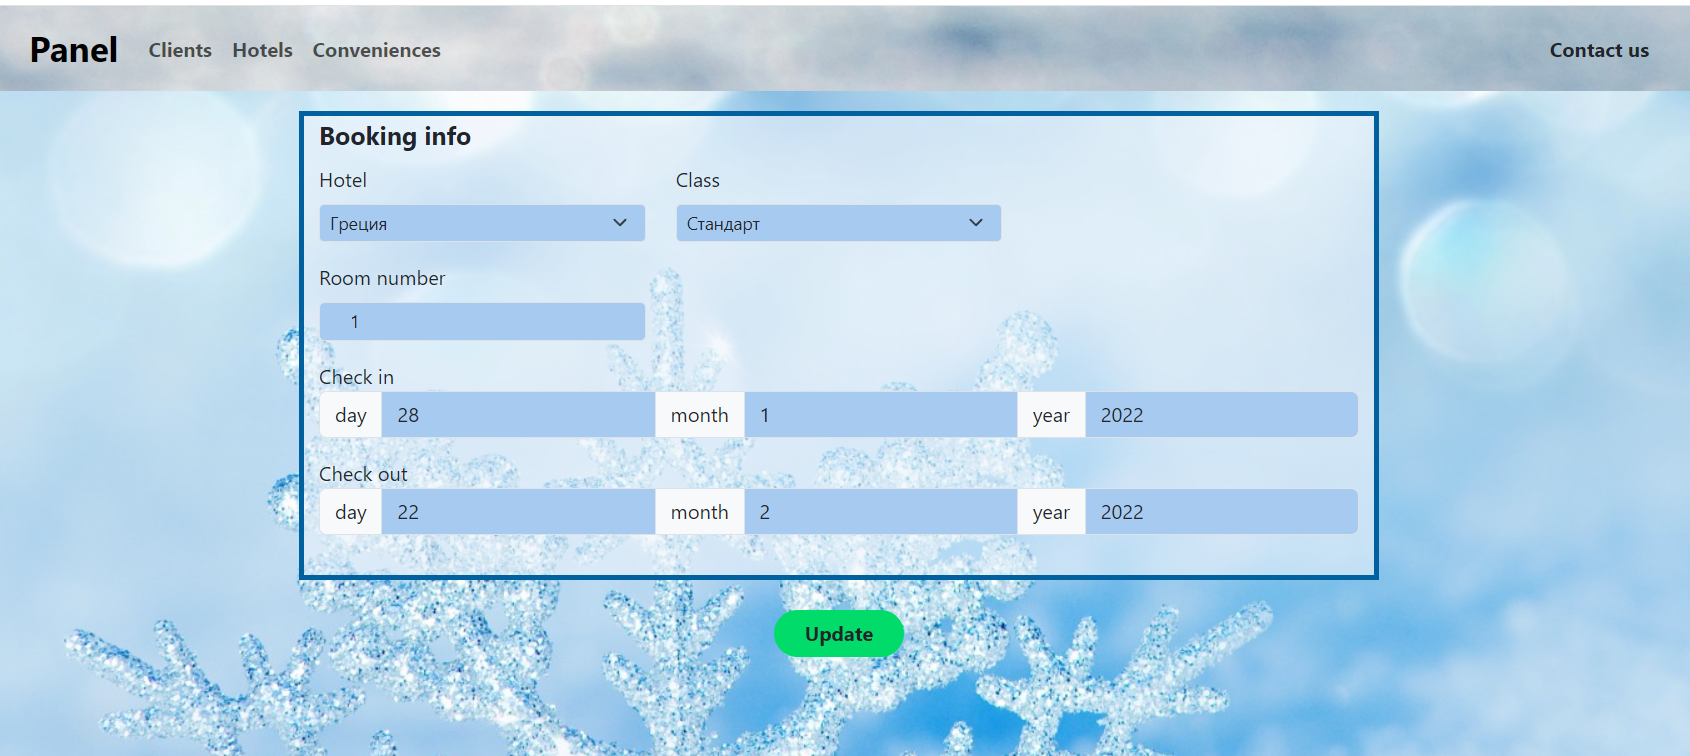 Panel Clients Hotels Conveniences Contact us
Booking info
Hotel Class
Греция Стандарт
Room number
1
Check in
day 28 month 1 year 2022
Check out
day 22 month 2 year 2022
Update